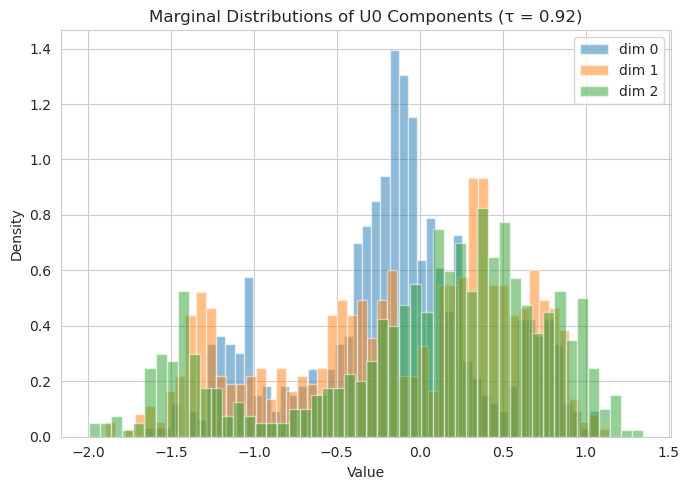 Marginal Distributions of U0 Components (τ = 0.92)
dim 0
dim 1
dim 2
1.4
1.2
1.0
0.8
0.6
0.4
0.2
0.0
Density
−2.0 −1.5 −1.0 −0.5 0.0 0.5 1.0 1.5
Value